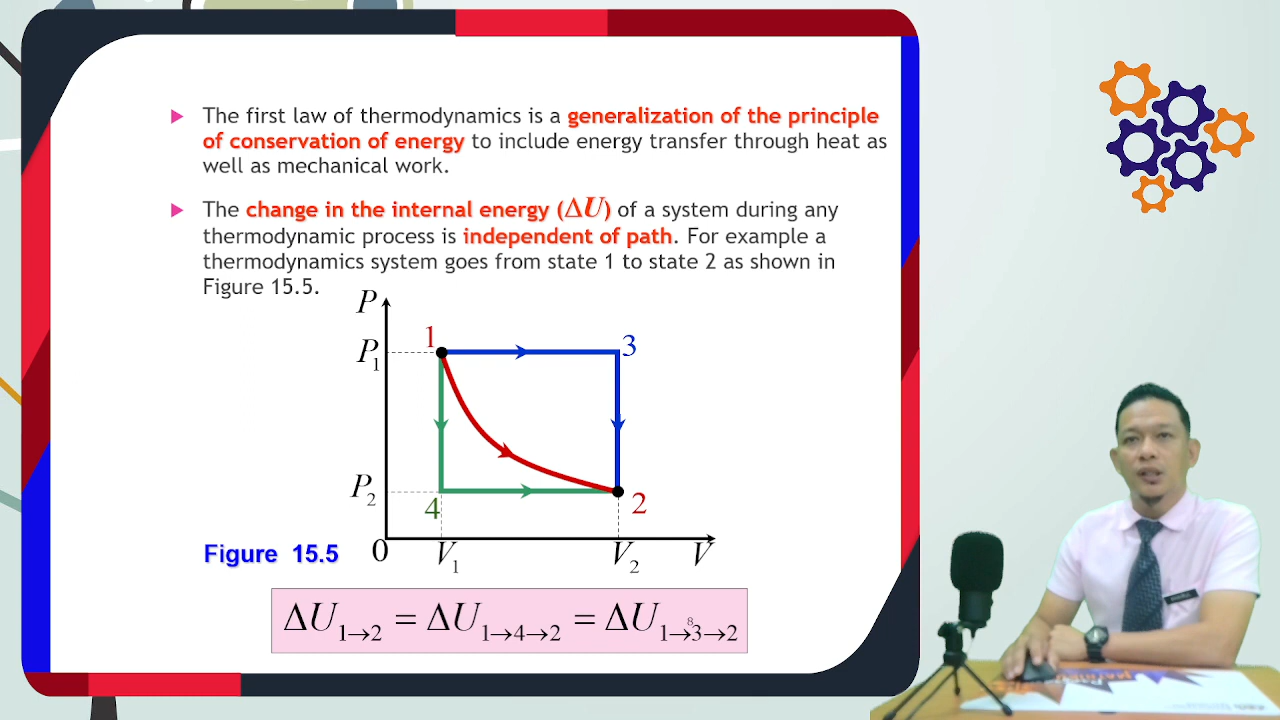 The first law of thermodynamics is a generalization of the principle
of conservation of energy to include energy transfer through heat as
well as mechanical work.
The change in the internal energy (ΔU) of a system during any
thermodynamic process is independent of path. For example a
thermodynamics system goes from state 1 to state 2 as shown in
Figure 15.5.
P
1
3
P₁
P₂
4
2
Figure 15.5
0
V₁
V₂
V
ΔU₁→₂ = ΔU₁→₄→₂ = ΔU₁→₃→₂
8